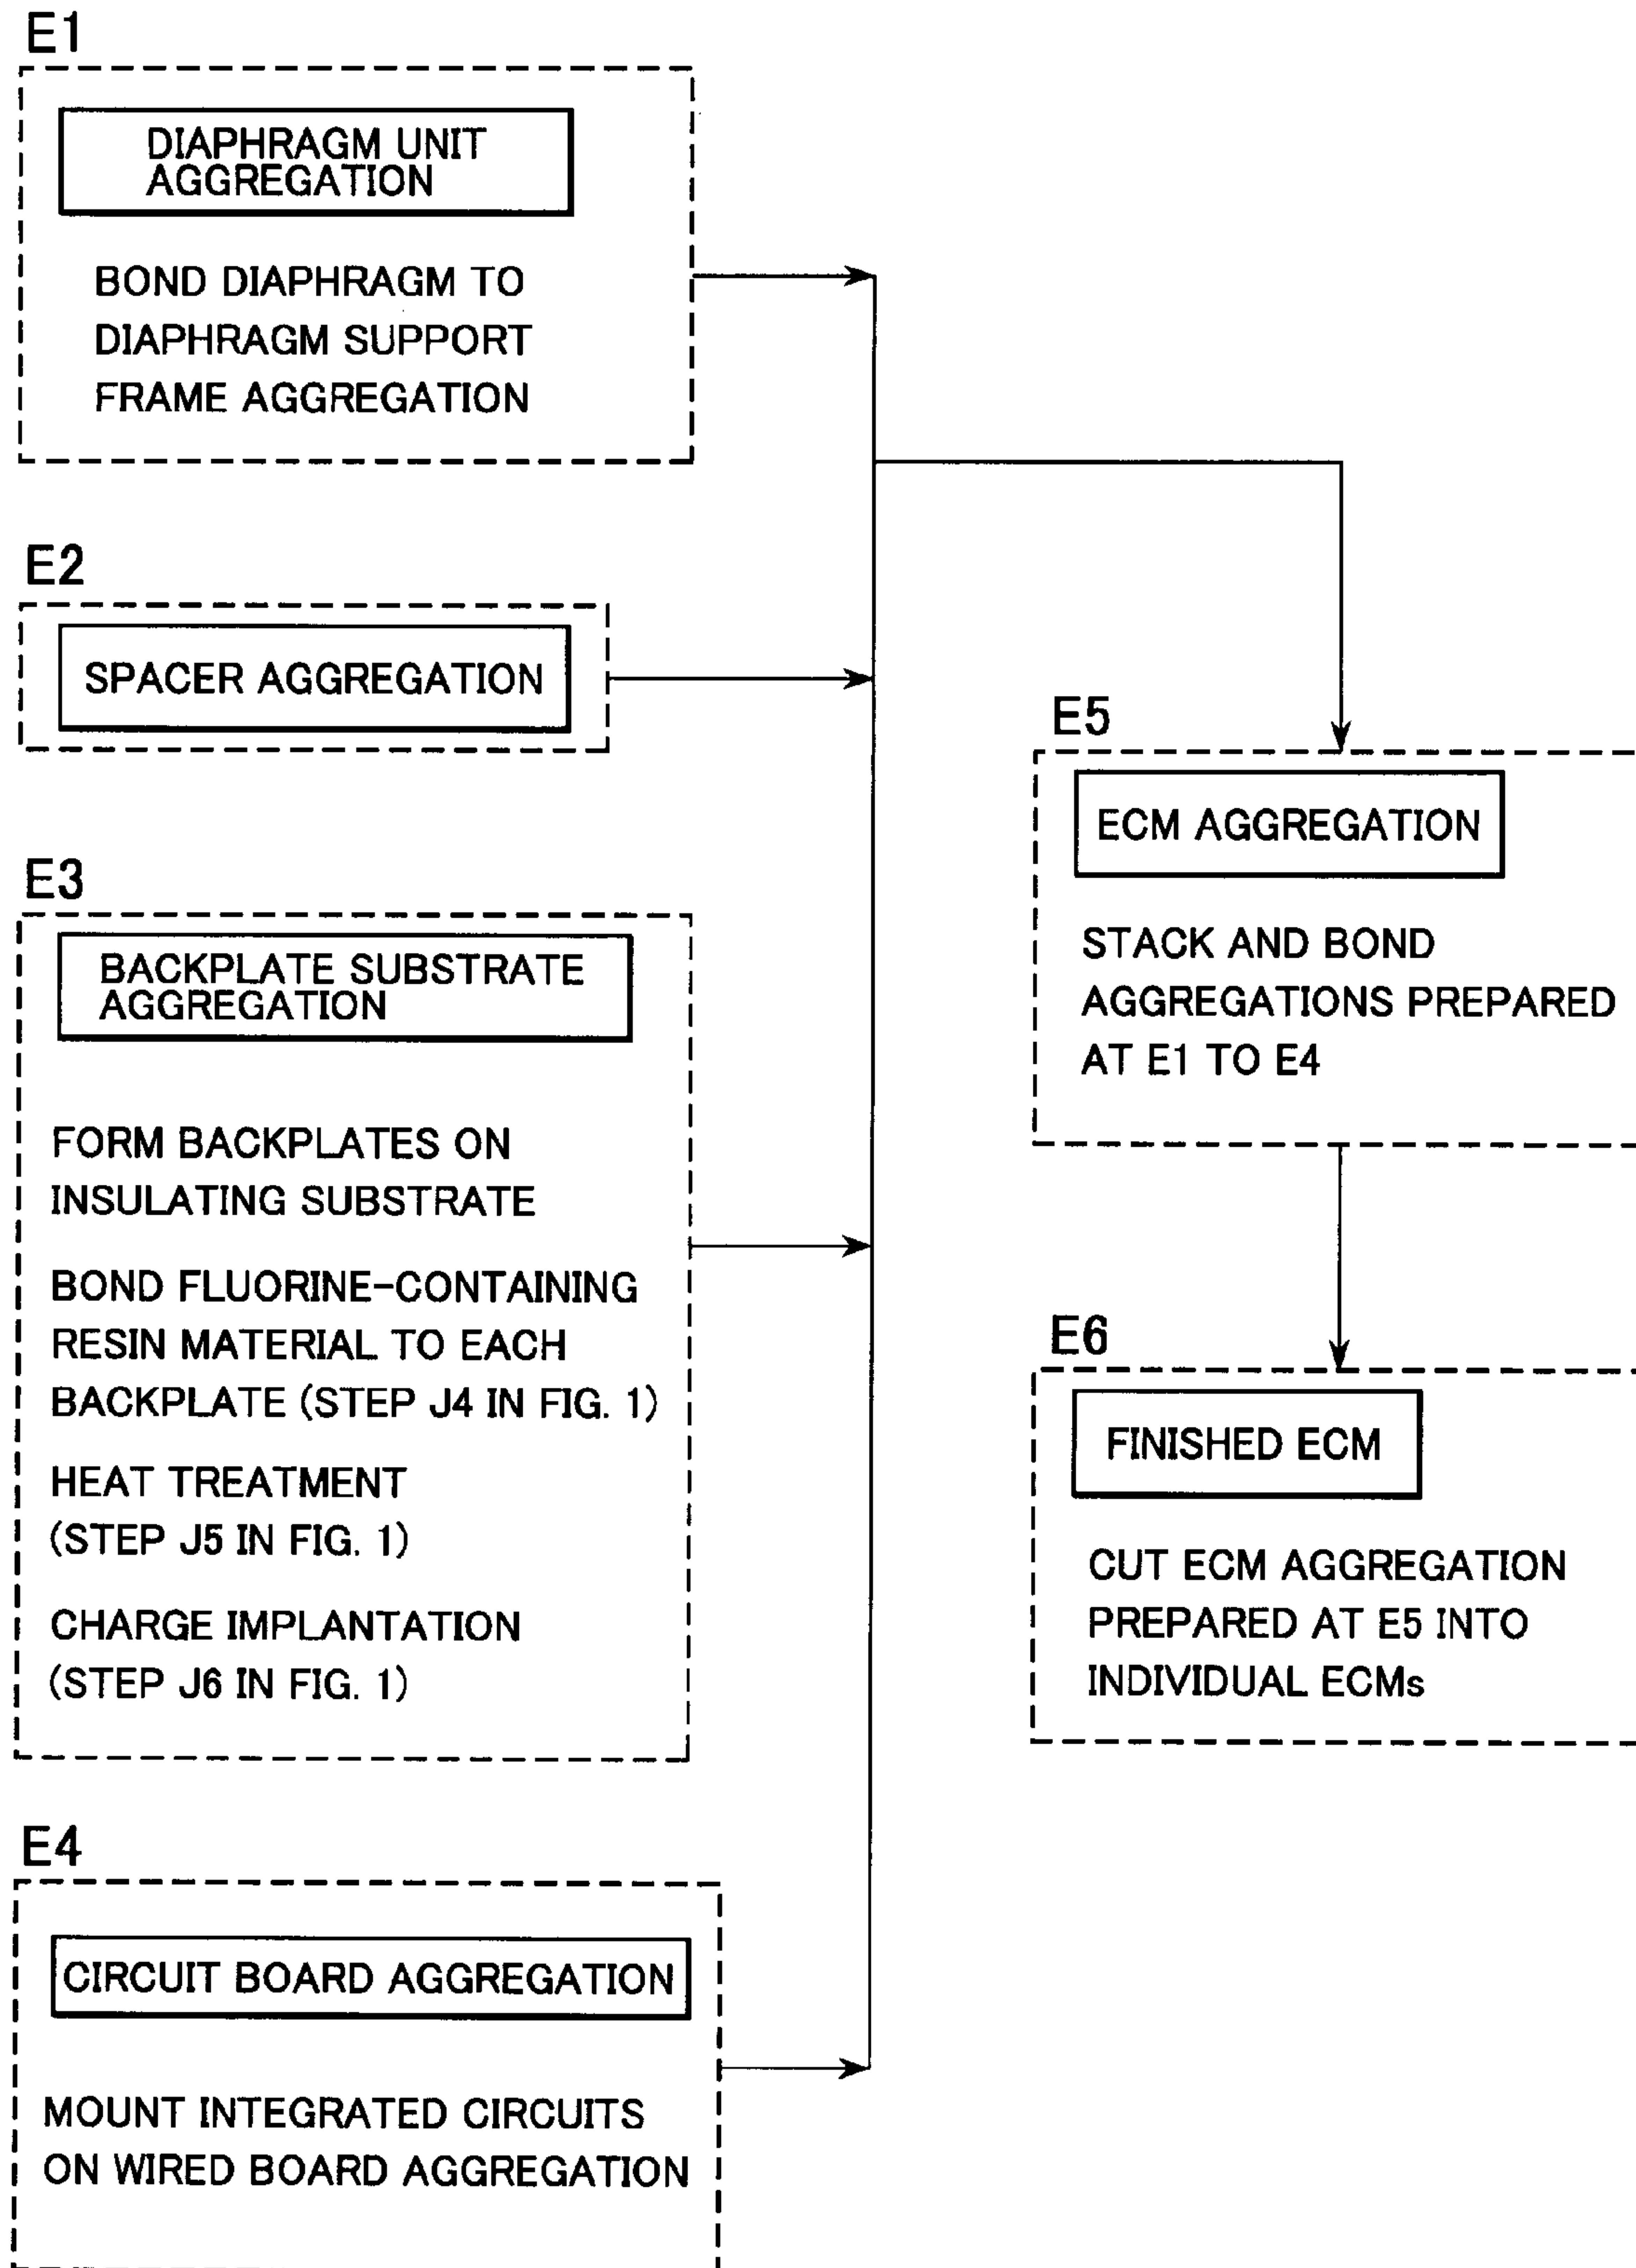 E1
DIAPHRAGM UNIT
AGGREGATION
BOND DIAPHRAGM TO
DIAPHRAGM SUPPORT
FRAME AGGREGATION
E2
SPACER AGGREGATION
E3
BACKPLATE SUBSTRATE
AGGREGATION
FORM BACKPLATES ON
INSULATING SUBSTRATE
BOND FLUORINE-CONTAINING
RESIN MATERIAL TO EACH
BACKPLATE (STEP J4 IN FIG. 1)
HEAT TREATMENT
(STEP J5 IN FIG. 1)
CHARGE IMPLANTATION
(STEP J6 IN FIG. 1)
E4
CIRCUIT BOARD AGGREGATION
MOUNT INTEGRATED CIRCUITS
ON WIRED BOARD AGGREGATION
E5
ECM AGGREGATION
STACK AND BOND
AGGREGATIONS PREPARED
AT E1 TO E4
E6
FINISHED ECM
CUT ECM AGGREGATION
PREPARED AT E5 INTO
INDIVIDUAL ECMs